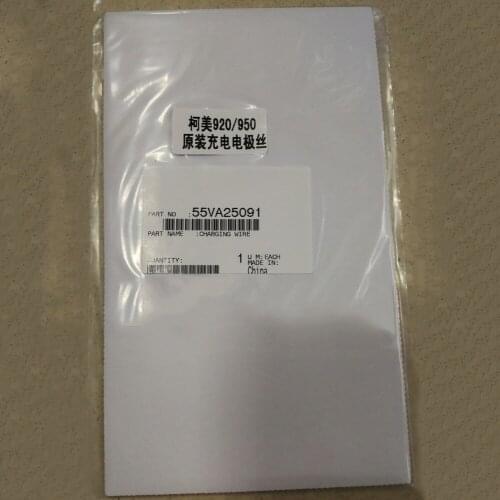 柯美920/950
原装充电电极丝
PART NO :55VA25091
PART NAME :CHARGING WIRE
QUANTITY: 1 U M:EACH
MADE IN:
China